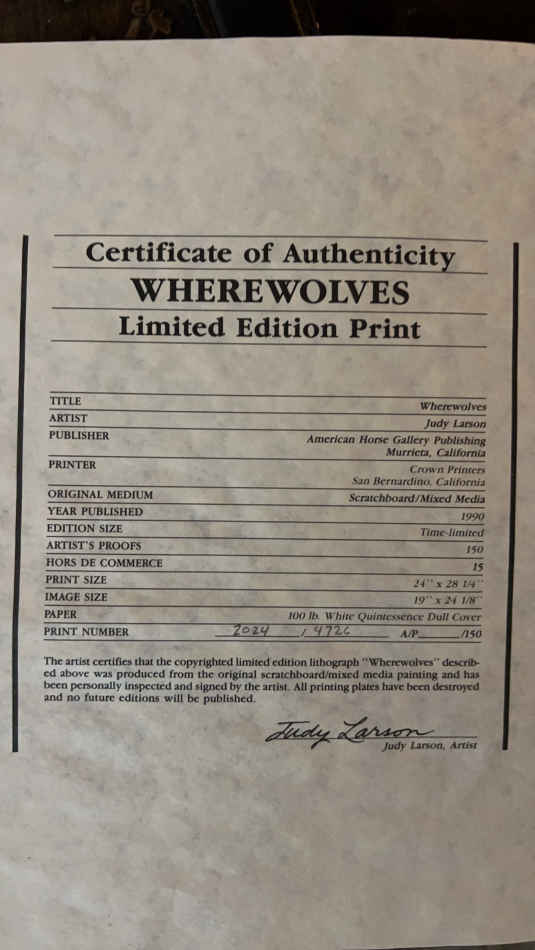 Certificate of Authenticity
WHEREWOLVES
Limited Edition Print
TITLE Wherewolves
ARTIST Judy Larson
PUBLISHER American Horse Gallery Publishing
Murrieta, California
PRINTER Crown Printers
San Bernardino, California
ORIGINAL MEDIUM Scratchboard/Mixed Media
YEAR PUBLISHED 1990
EDITION SIZE Time-limited
ARTIST'S PROOFS 150
HORS DE COMMERCE 15
PRINT SIZE 24'' x 28 1/4''
IMAGE SIZE 19'' x 24 1/8''
PAPER 100 lb. White Quintessence Dull Cover
PRINT NUMBER 2024 / 4726 A/P______/150
The artist certifies that the copyrighted limited edition lithograph "Wherewolves" describ-
ed above was produced from the original scratchboard/mixed media painting and has
been personally inspected and signed by the artist. All printing plates have been destroyed
and no future editions will be published.
Judy Larson
Judy Larson, Artist